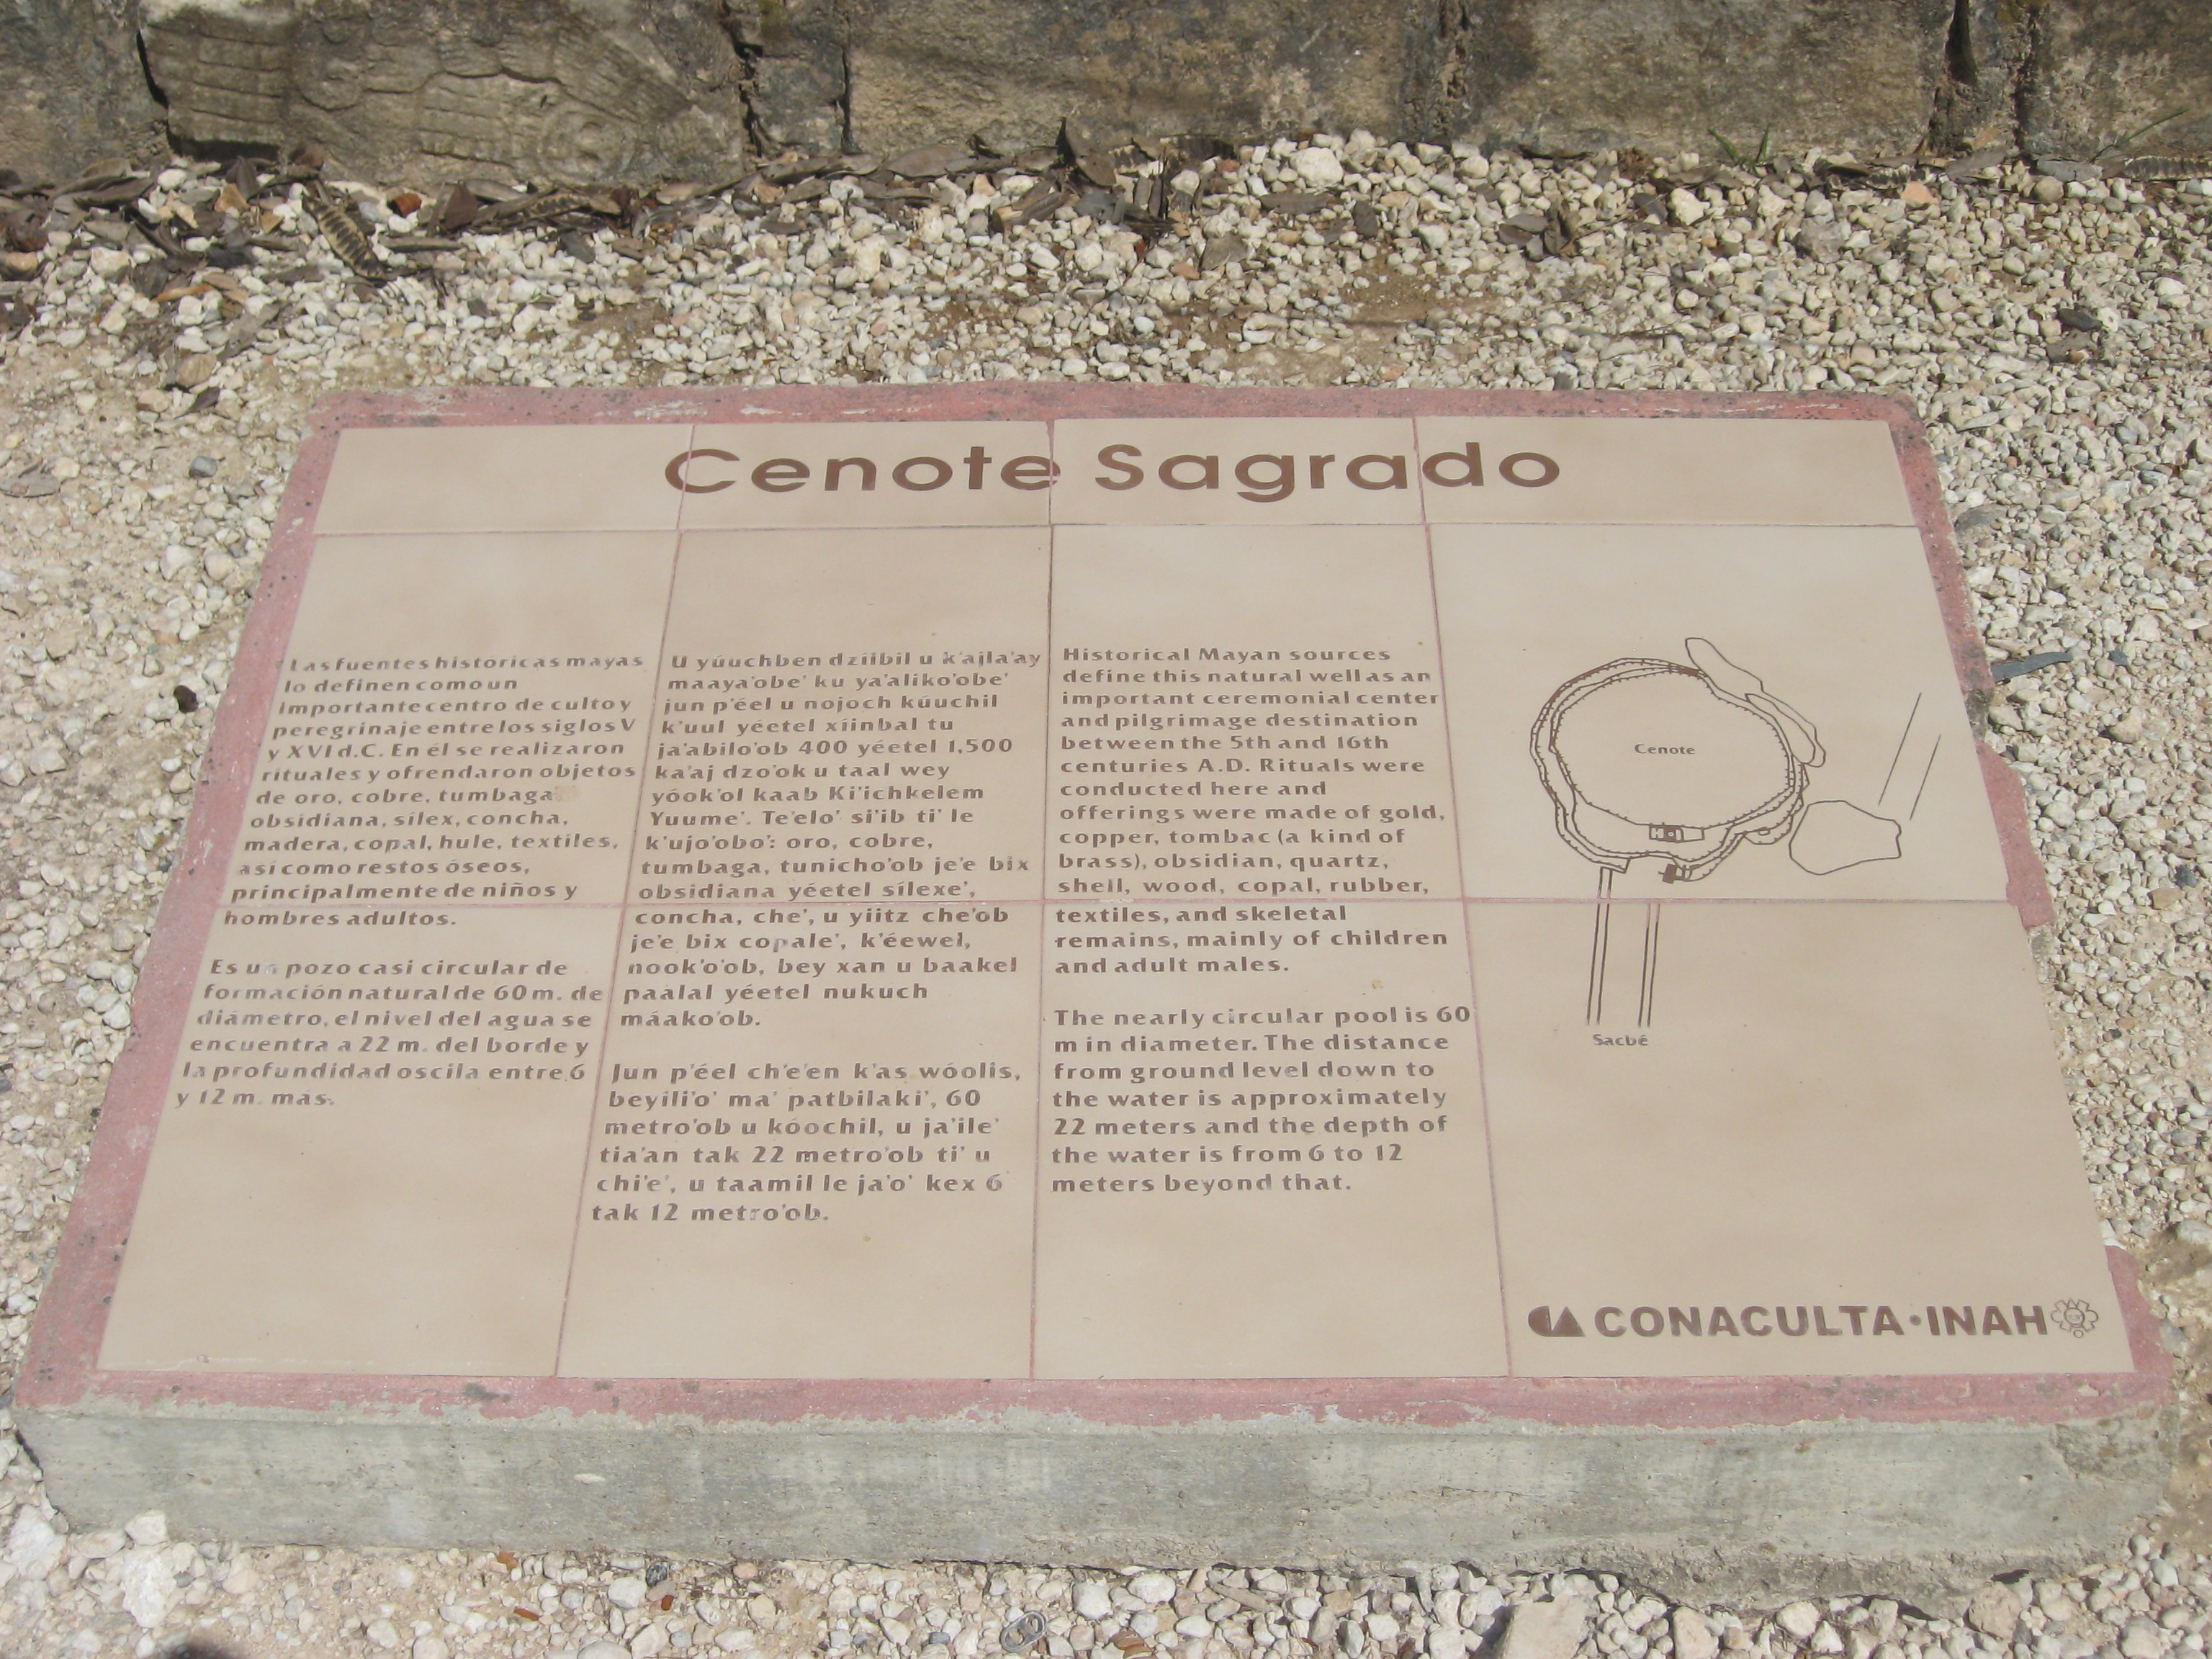 Cenote Sagrado
Las fuentes históricas mayas
lo definen como un
importante centro de culto y
peregrinaje entre los siglos V
y XVI d.C. En él se realizaron
rituales y ofrendaron objetos
de oro, cobre, tumbaga
obsidiana, sílex, concha,
madera, copal, hule, textiles,
así como restos óseos,
principalmente de niños y
hombres adultos.
Es un pozo casi circular de
formación natural de 60 m. de
diámetro, el nivel del agua se
encuentra a 22 m. del borde y
la profundidad oscila entre 6
y 12 m. más.
U yúuchben dzíibil u k'ajla'ay
maaya'obe' ku ya'aliko'obe'
jun p'éel u nojoch kúuchil
k'uul yéetel xíinbal tu
ja'abilo'ob 400 yéetel 1,500
ka'aj dzo'ok u taal wey
yóok'ol kaab Ki'ichkelem
Yuume'. Te'elo' si'ib ti' le
k'ujo'obo': oro, cobre,
tumbaga, tunicho'ob je'e bix
obsidiana yéetel sílexe',
concha, che', u yiitz che'ob
je'e bix copale', k'éewel,
nook'o'ob, bey xan u baakel
paalal yéetel nukuch
máako'ob.
Jun p'éel ch'e'en k'as wóolis,
beyili'o' ma' patbilaki', 60
metro'ob u kóochil, u ja'ile'
tia'an tak 22 metro'ob ti' u
chi'e', u taamil le ja'o' kex 6
tak 12 metro'ob.
Historical Mayan sources
define this natural well as an
important ceremonial center
and pilgrimage destination
between the 5th and 16th
centuries A.D. Rituals were
conducted here and
offerings were made of gold,
copper, tombac (a kind of
brass), obsidian, quartz,
shell, wood, copal, rubber,
textiles, and skeletal
remains, mainly of children
and adult males.
The nearly circular pool is 60
m in diameter. The distance
from ground level down to
the water is approximately
22 meters and the depth of
the water is from 6 to 12
meters beyond that.
Cenote
Sacbé
CONACULTA·INAH